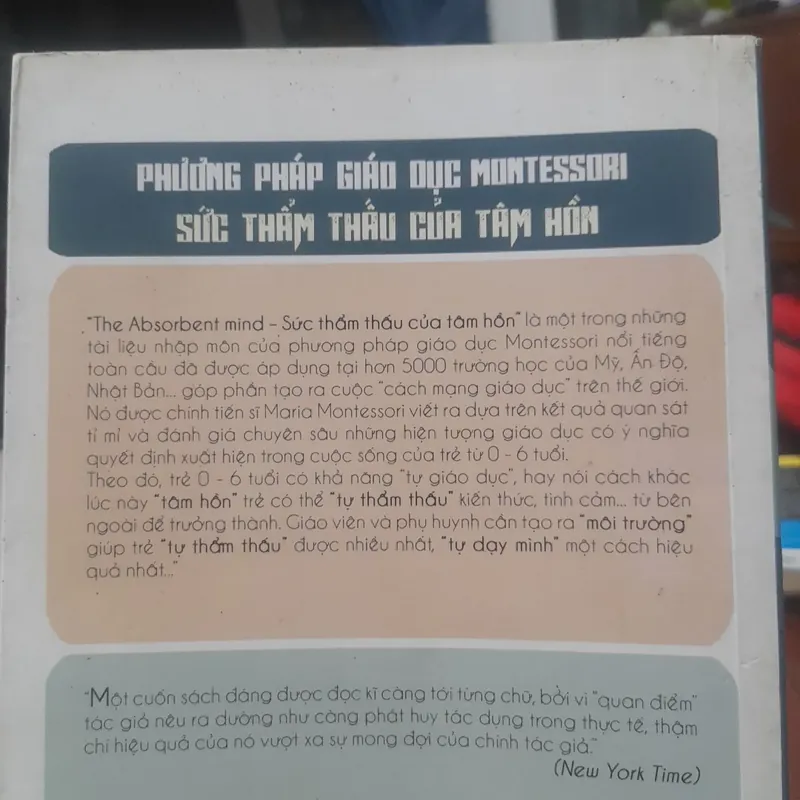 PHƯƠNG PHÁP GIÁO DỤC MONTESSORI
SỨC THẨM THẤU CỦA TÂM HỒN
"The Absorbent mind – Sức thẩm thấu của tâm hồn" là một trong những
tài liệu nhập môn của phương pháp giáo dục Montessori nổi tiếng
toàn cầu đã được áp dụng tại hơn 5000 trường học của Mỹ, Ấn Độ,
Nhật Bản... góp phần tạo ra cuộc "cách mạng giáo dục" trên thế giới.
Nó được chính tiến sĩ Maria Montessori viết ra dựa trên kết quả quan sát
tỉ mỉ và đánh giá chuyên sâu những hiện tượng giáo dục có ý nghĩa
quyết định xuất hiện trong cuộc sống của trẻ từ 0 - 6 tuổi.
Theo đó, trẻ 0 - 6 tuổi có khả năng "tự giáo dục", hay nói cách khác
lúc này "tâm hồn" trẻ có thể "tự thẩm thấu" kiến thức, tình cảm... từ bên
ngoài để trưởng thành. Giáo viên và phụ huynh cần tạo ra "môi trường"
giúp trẻ "tự thẩm thấu" được nhiều nhất, "tự dạy mình" một cách hiệu
quả nhất..."
"Một cuốn sách đáng được đọc kĩ càng tới từng chữ, bởi vì "quan điểm"
tác giả nêu ra dường như càng phát huy tác dụng trong thực tế, thậm
chí hiệu quả của nó vượt xa sự mong đợi của chính tác giả."
(New York Time)